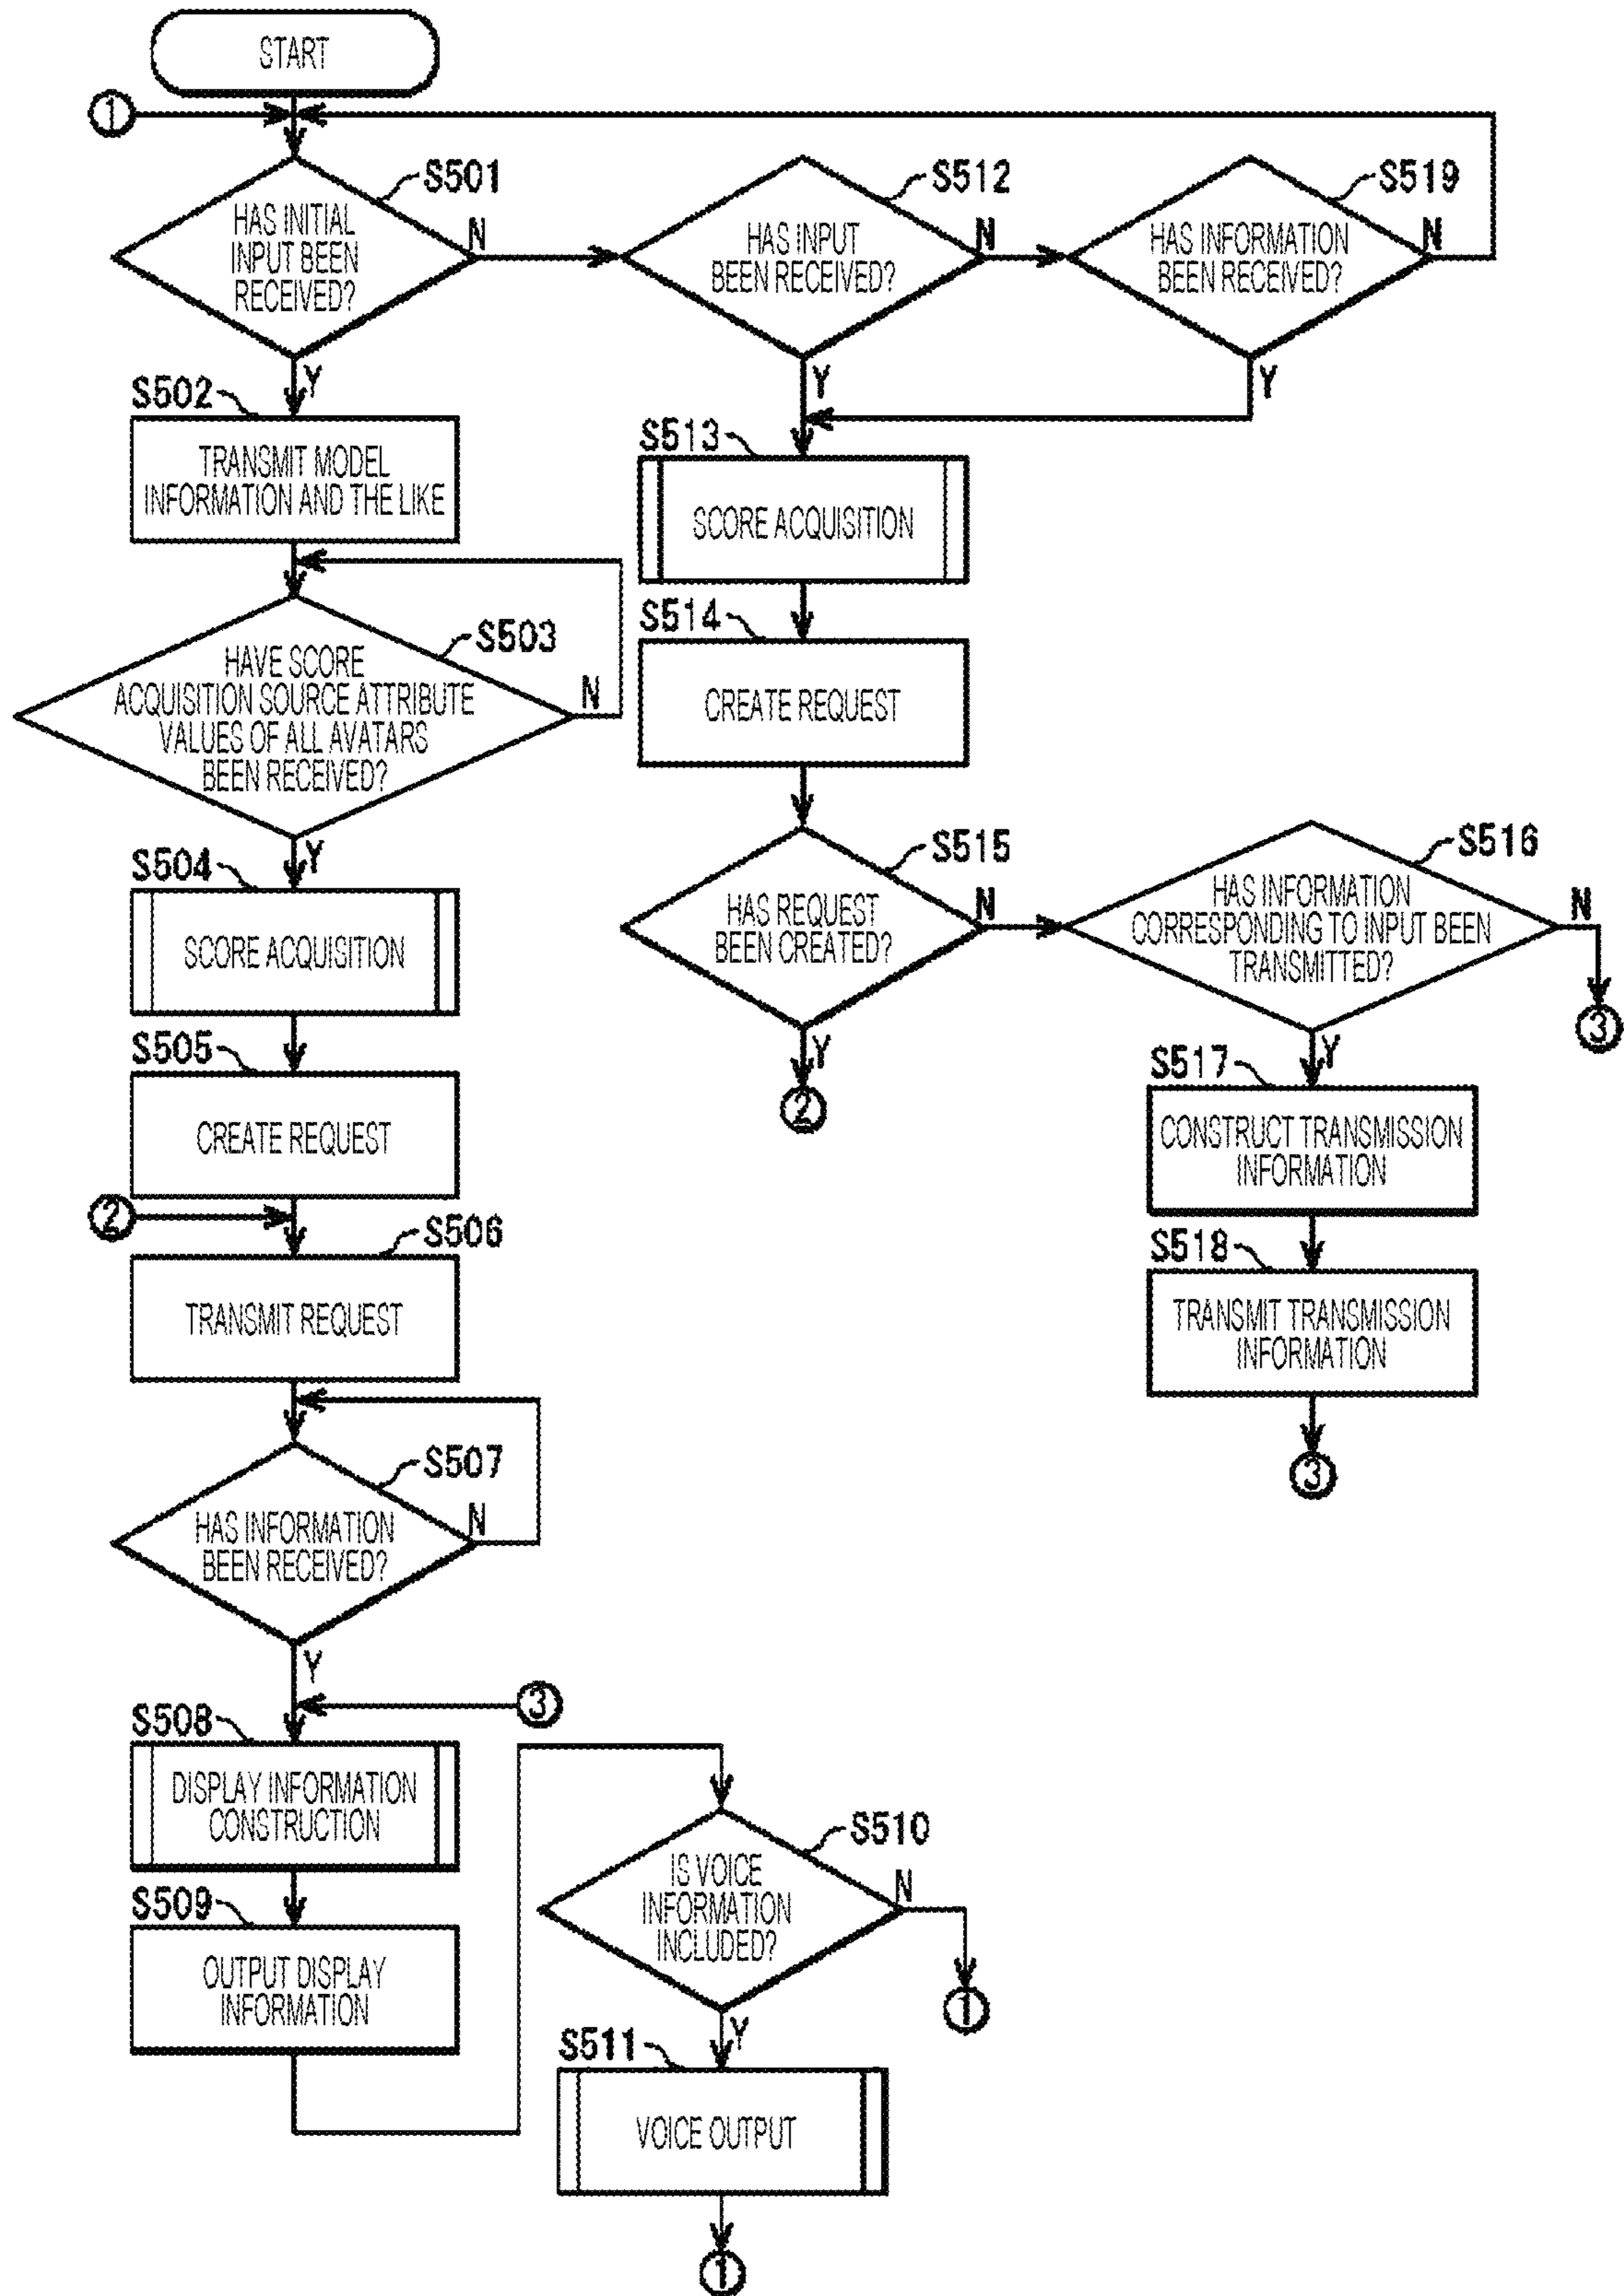 START
①
S501
HAS INITIAL
INPUT BEEN
RECEIVED?
N
Y
S512
HAS INPUT
BEEN RECEIVED?
N
Y
S519
HAS INFORMATION
BEEN RECEIVED?
N
Y
S502
TRANSMIT MODEL
INFORMATION AND THE LIKE
S503
HAVE SCORE
ACQUISITION SOURCE ATTRIBUTE
VALUES OF ALL AVATARS
BEEN RECEIVED?
N
Y
S504
SCORE ACQUISITION
S505
CREATE REQUEST
②
S506
TRANSMIT REQUEST
S507
HAS INFORMATION
BEEN RECEIVED?
N
Y
③
S508
DISPLAY INFORMATION
CONSTRUCTION
S509
OUTPUT DISPLAY
INFORMATION
S510
IS VOICE
INFORMATION
INCLUDED?
N
①
Y
S511
VOICE OUTPUT
①
S513
SCORE ACQUISITION
S514
CREATE REQUEST
S515
HAS REQUEST
BEEN CREATED?
N
Y
②
S516
HAS INFORMATION
CORRESPONDING TO INPUT BEEN
TRANSMITTED?
N
③
Y
S517
CONSTRUCT TRANSMISSION
INFORMATION
S518
TRANSMIT TRANSMISSION
INFORMATION
③